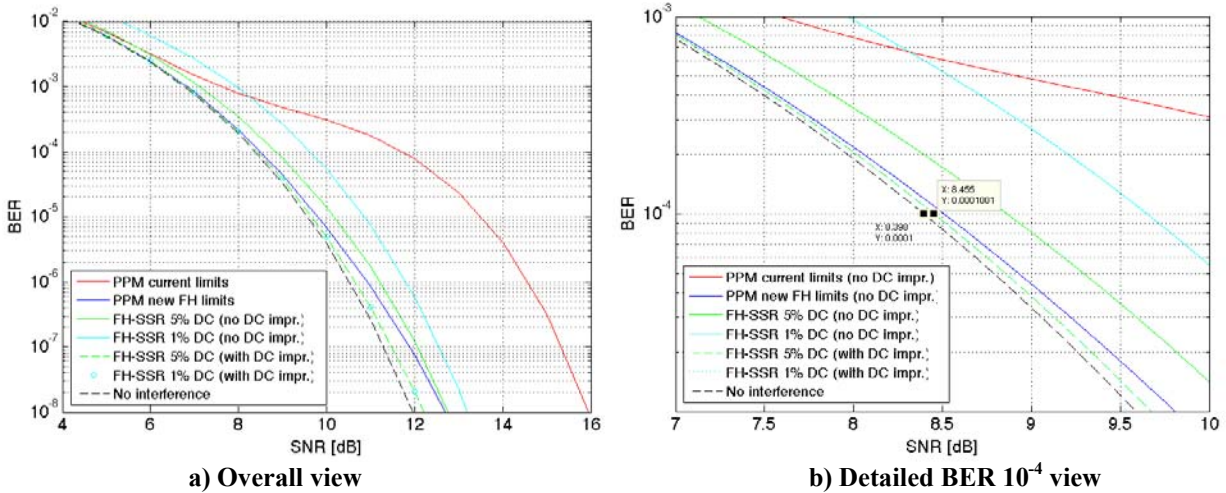 10^-2
10^-3
10^-4
10^-5
10^-6
10^-7
10^-8
BER
4 6 8 10 12 14 16
SNR [dB]
PPM current limits
PPM new FH limits
FH-SSR 5% DC (no DC impr.)
FH-SSR 1% DC (no DC impr.)
FH-SSR 5% DC (with DC impr.)
FH-SSR 1% DC (with DC impr.)
No interference
a) Overall view
10^-3
10^-4
BER
X: 8.455
Y: 0.0001001
X: 8.398
Y: 0.0001
PPM current limits (no DC impr.)
PPM new FH limits (no DC impr.)
FH-SSR 5% DC (no DC impr.)
FH-SSR 1% DC (no DC impr.)
FH-SSR 5% DC (with DC impr.)
FH-SSR 1% DC (with DC impr.)
No interference
7 7.5 8 8.5 9 9.5 10
SNR [dB]
b) Detailed BER 10^-4 view